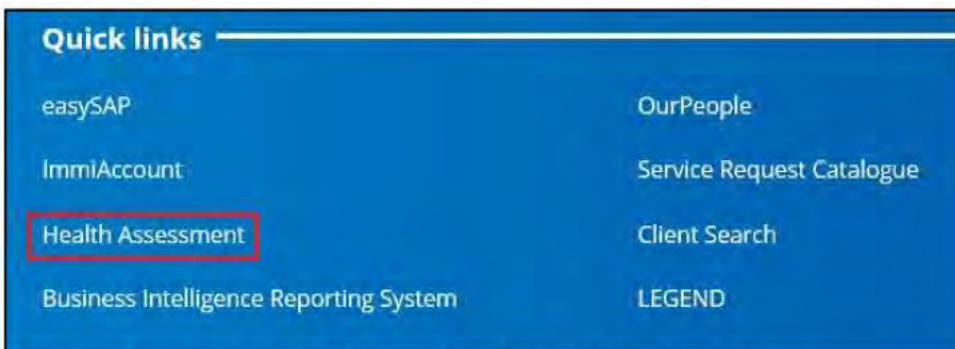 Quick links
easySAP
OurPeople
ImmiAccount
Service Request Catalogue
Health Assessment
Client Search
Business Intelligence Reporting System
LEGEND